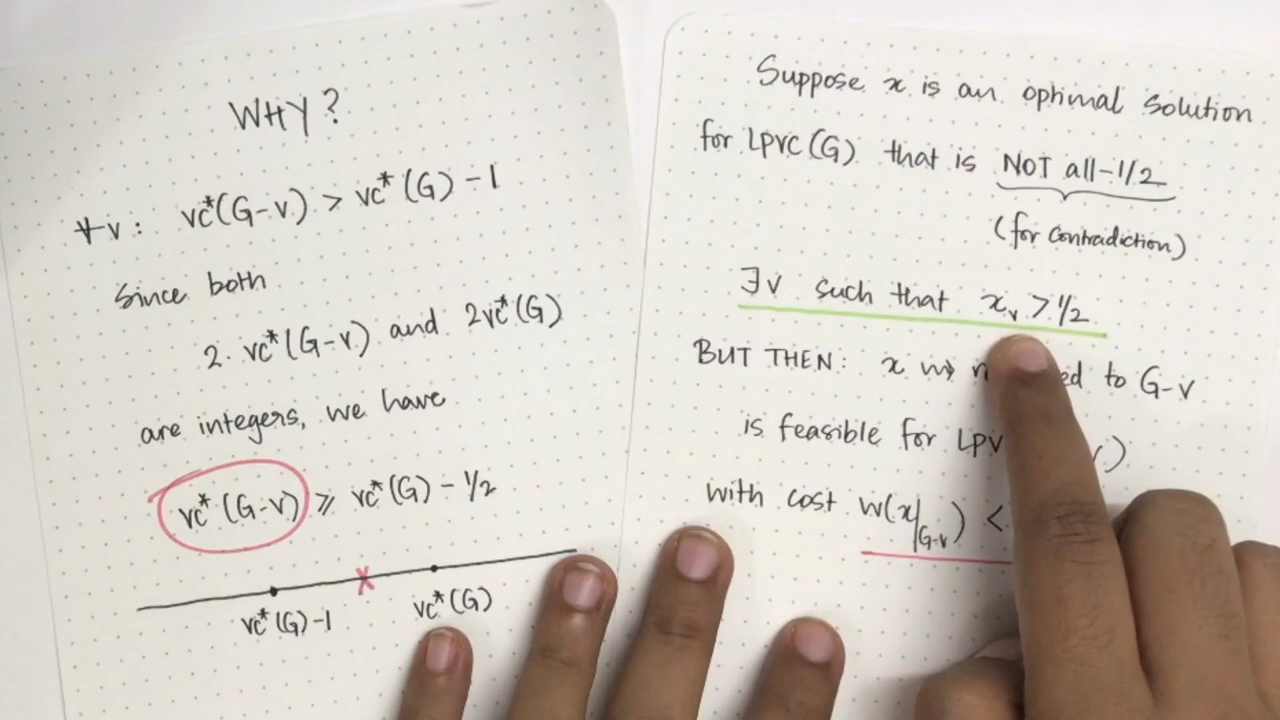 WHY?
∀v: vc*(G-v) > vc*(G) -1
Since both
2. vc*(G-v) and 2vc*(G)
are integers, we have
vc*(G-v) ≥ vc*(G) - 1/2
x
vc*(G)-1 vc*(G)
Suppose x is an optimal solution
for LPVC(G) that is NOT all-1/2
(for contradiction)
∃v such that x_v > 1/2
BUT THEN: x to G-v
is feasible for
with cost w(x|G-v) <